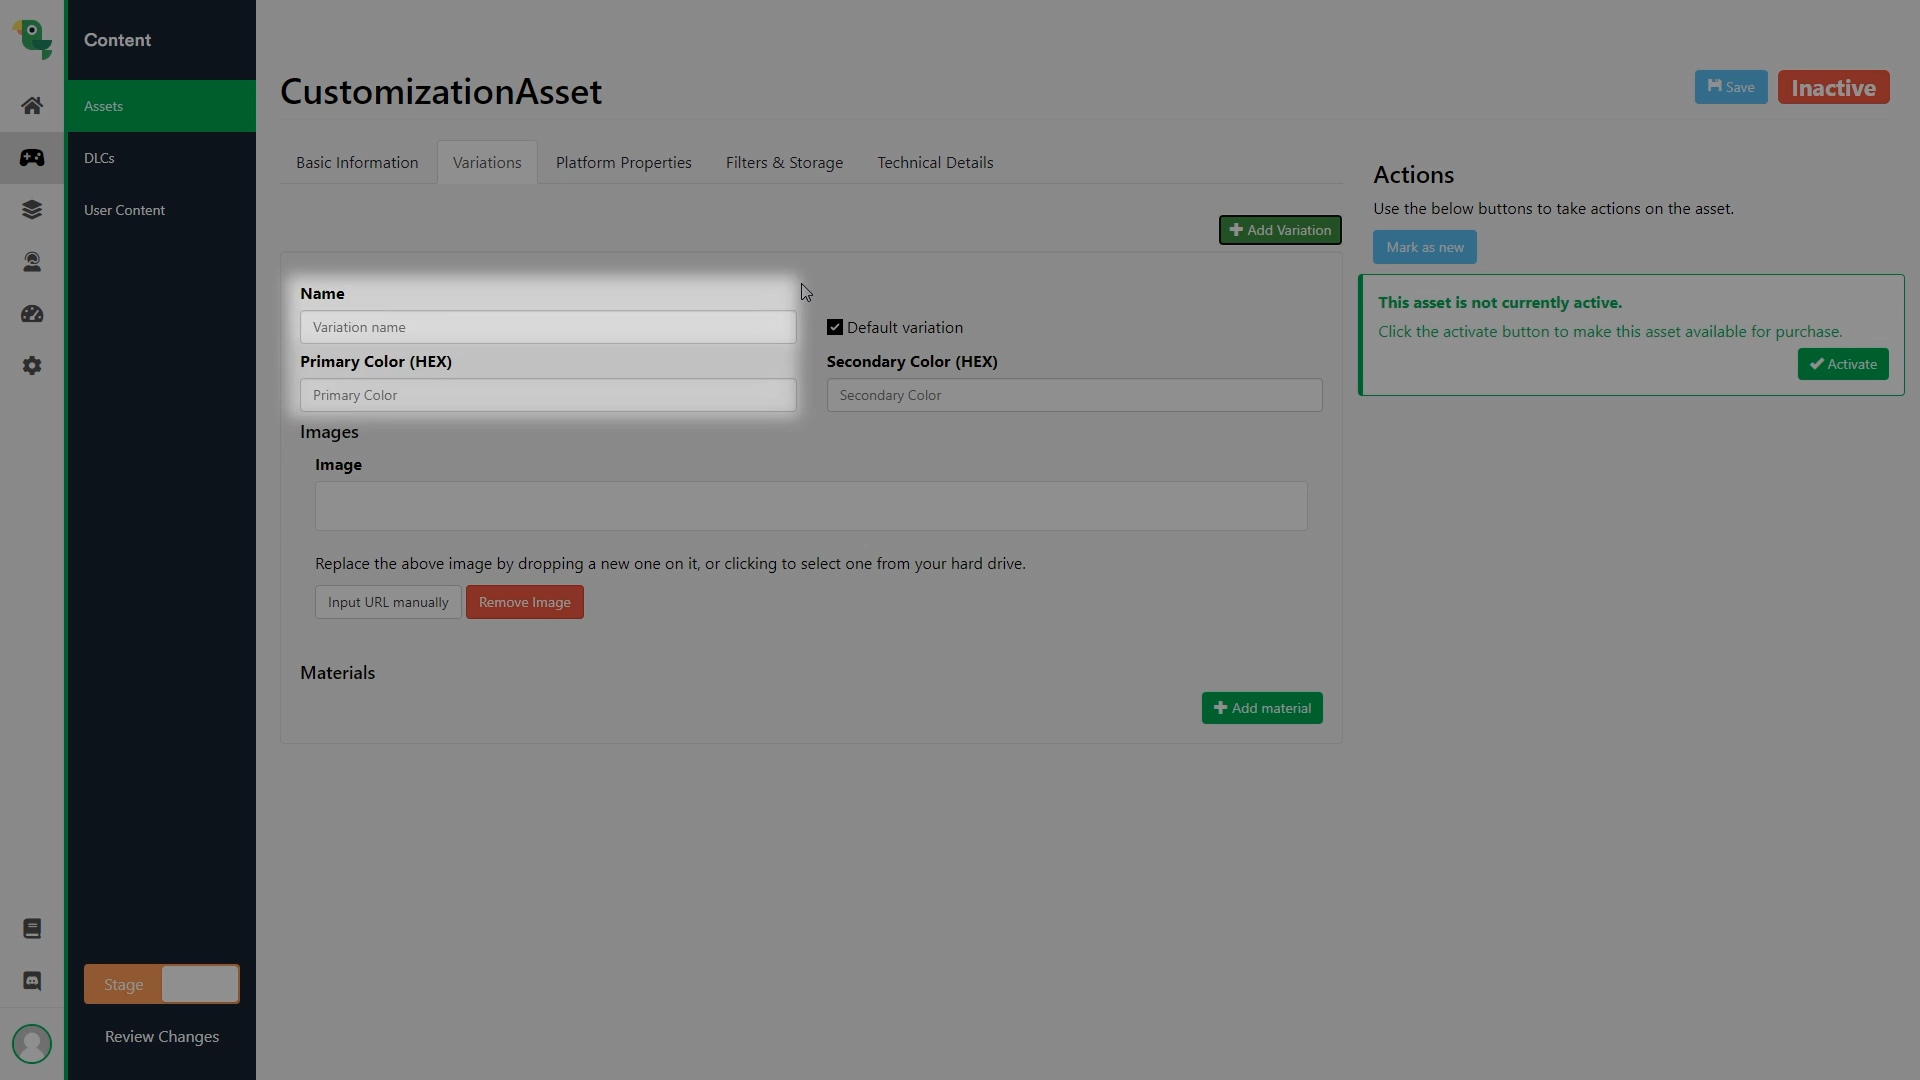 Content
Assets
DLCs
User Content
Stage
Review Changes
CustomizationAsset
Save
Inactive
Basic Information
Variations
Platform Properties
Filters & Storage
Technical Details
Add Variation
Name
Variation name
Default variation
Primary Color (HEX)
Secondary Color (HEX)
Primary Color
Secondary Color
Images
Image
Replace the above image by dropping a new one on it, or clicking to select one from your hard drive.
Input URL manually
Remove Image
Materials
Add material
Actions
Use the below buttons to take actions on the asset.
Mark as new
This asset is not currently active.
Click the activate button to make this asset available for purchase.
Activate